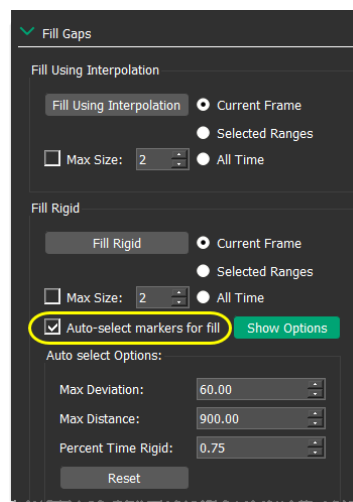 Fill Gaps
Fill Using Interpolation
Fill Using Interpolation Current Frame
Selected Ranges
Max Size: 2 All Time
Fill Rigid
Fill Rigid Current Frame
Selected Ranges
Max Size: 2 All Time
Auto-select markers for fill Show Options
Auto select Options:
Max Deviation: 60.00
Max Distance: 900.00
Percent Time Rigid: 0.75
Reset